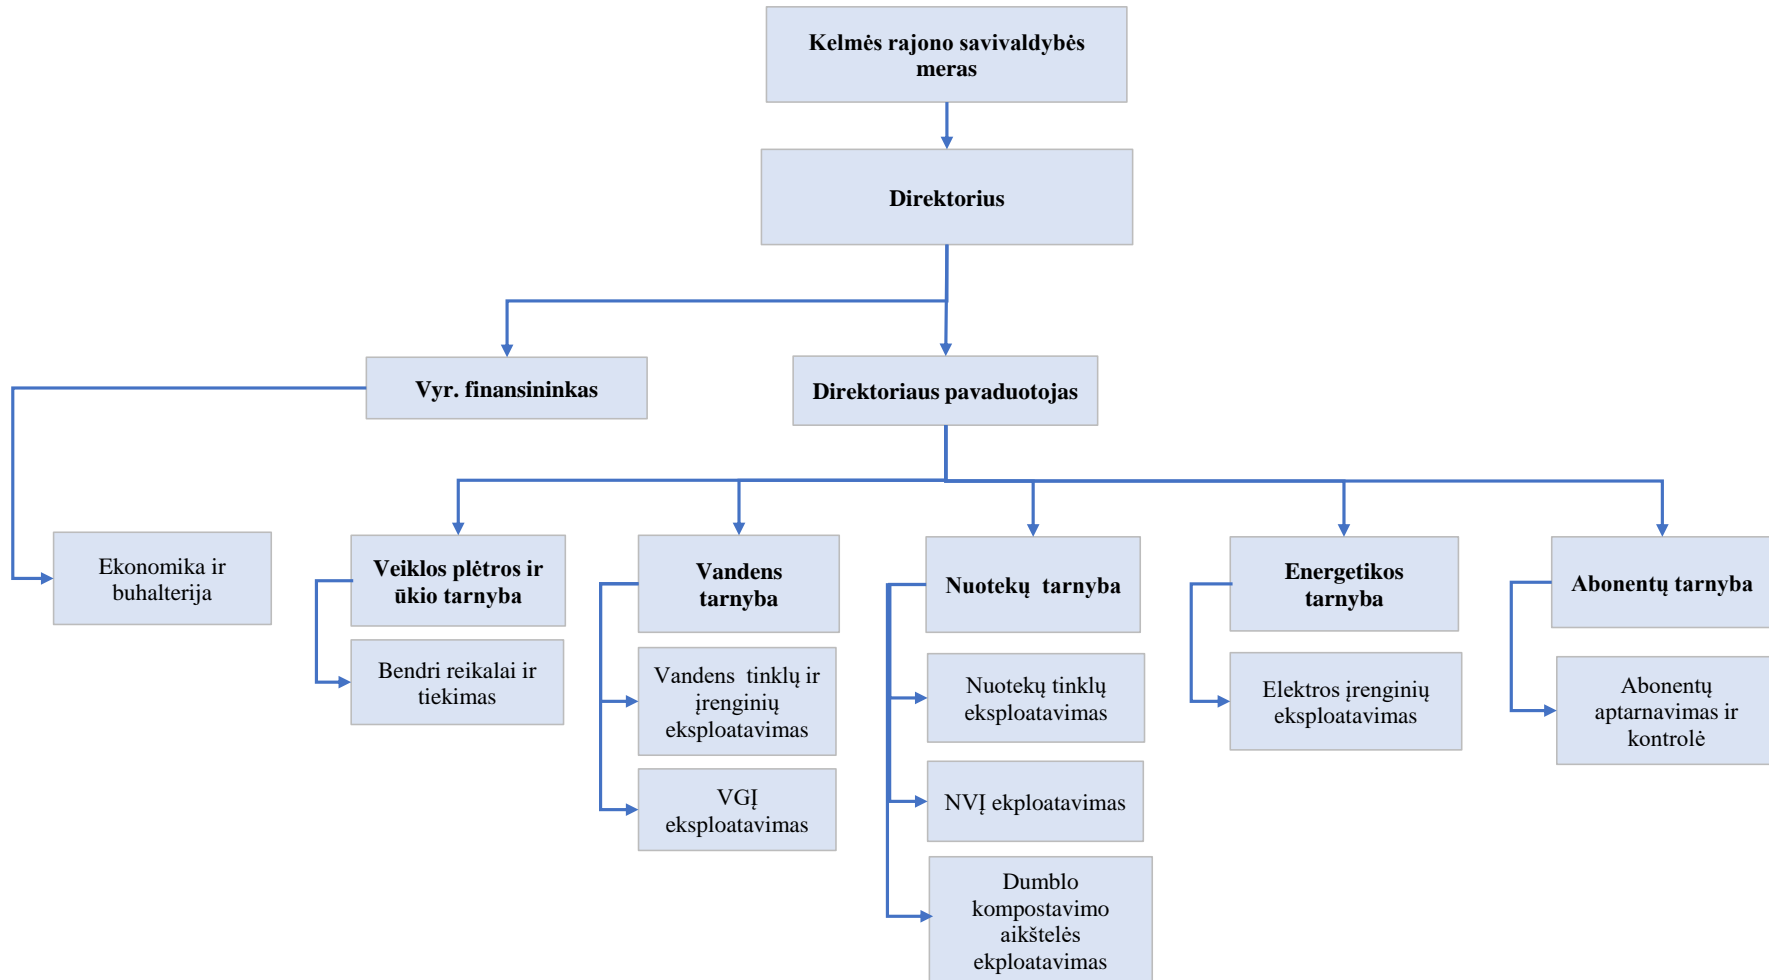 Kelmės rajono savivaldybės
meras
Direktorius
Vyr. finansininkas
Direktoriaus pavaduotojas
Ekonomika ir
buhalterija
Veiklos plėtros ir
ūkio tarnyba
Vandens
tarnyba
Nuotekų  tarnyba
Energetikos
tarnyba
Abonentų tarnyba
Bendri reikalai ir
tiekimas
Vandens  tinklų ir
įrenginių
eksploatavimas
Nuotekų tinklų
eksploatavimas
Elektros įrenginių
eksploatavimas
Abonentų
aptarnavimas ir
kontrolė
VGĮ
eksploatavimas
NVĮ ekploatavimas
Dumblo
kompostavimo
aikštelės
ekploatavimas